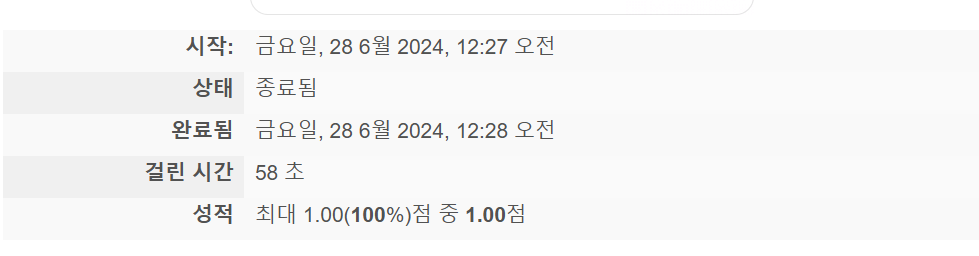 시작: 금요일, 28 6월 2024, 12:27 오전
상태 종료됨
완료됨 금요일, 28 6월 2024, 12:28 오전
걸린 시간 58 초
성적 최대 1.00(100%)점 중 1.00점